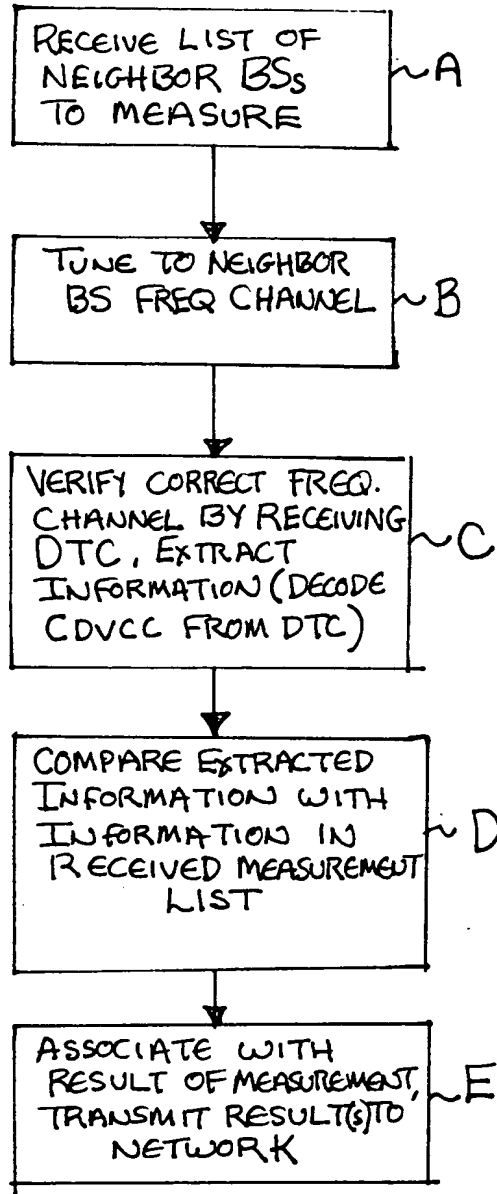 RECEIVE LIST OF
NEIGHBOR BSs
TO MEASURE
A
TUNE TO NEIGHBOR
BS FREQ CHANNEL
B
VERIFY CORRECT FREQ.
CHANNEL BY RECEIVING
DTC, EXTRACT
INFORMATION (DECODE
CDVCC FROM DTC)
C
COMPARE EXTRACTED
INFORMATION WITH
INFORMATION IN
RECEIVED MEASUREMENT
LIST
D
ASSOCIATE WITH
RESULT OF MEASUREMENT,
TRANSMIT RESULT(s) TO
NETWORK
E